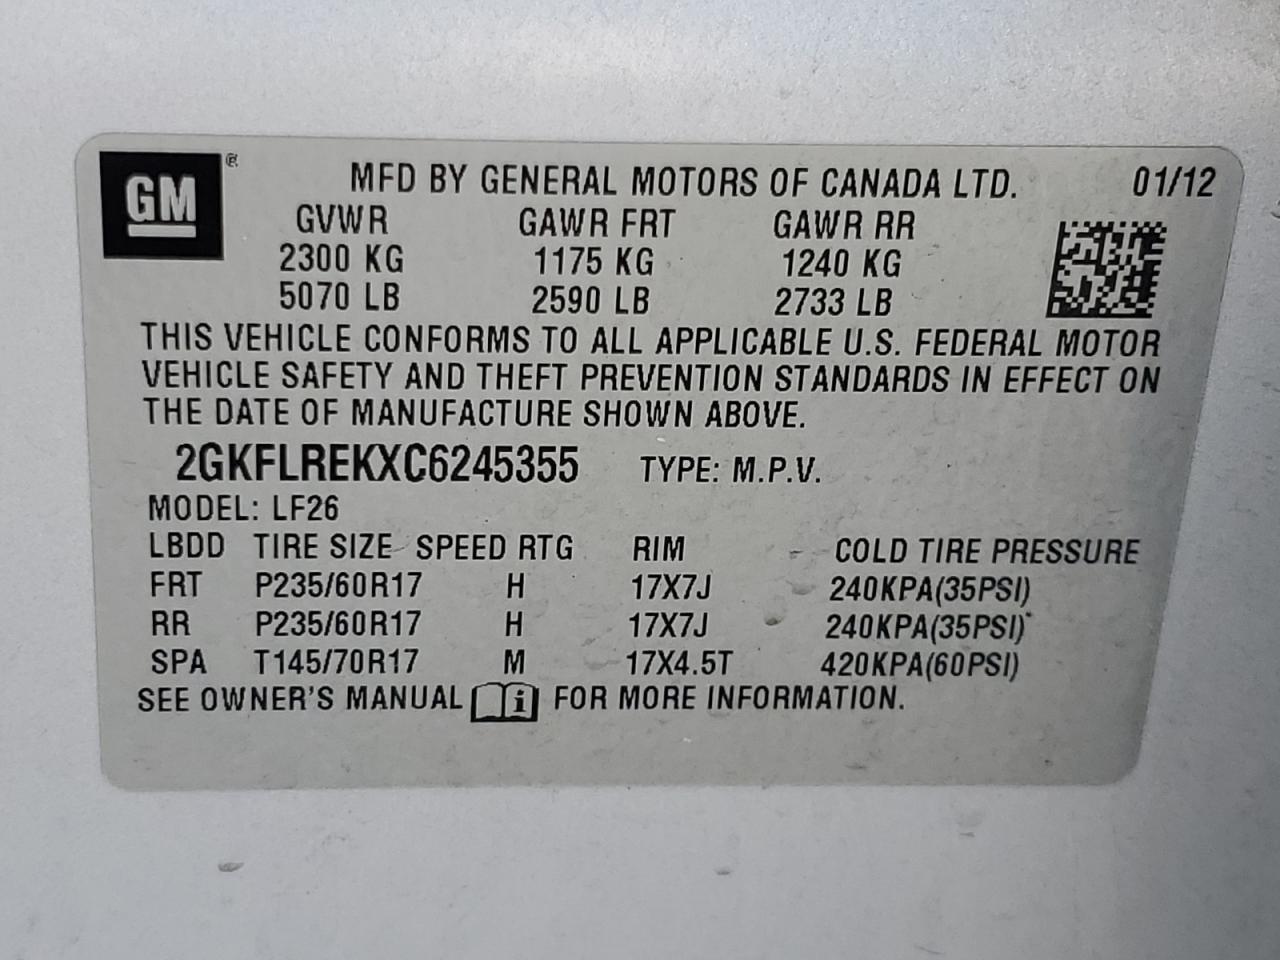 GM ® MFD BY GENERAL MOTORS OF CANADA LTD. 01/12
GVWR GAWR FRT GAWR RR
2300 KG 1175 KG 1240 KG
5070 LB 2590 LB 2733 LB
THIS VEHICLE CONFORMS TO ALL APPLICABLE U.S. FEDERAL MOTOR
VEHICLE SAFETY AND THEFT PREVENTION STANDARDS IN EFFECT ON
THE DATE OF MANUFACTURE SHOWN ABOVE.
2GKFLREKXC6245355 TYPE: M.P.V.
MODEL: LF26
LBDD TIRE SIZE SPEED RTG RIM COLD TIRE PRESSURE
FRT P235/60R17 H 17X7J 240KPA(35PSI)
RR P235/60R17 H 17X7J 240KPA(35PSI)
SPA T145/70R17 M 17X4.5T 420KPA(60PSI)
SEE OWNER'S MANUAL i FOR MORE INFORMATION.